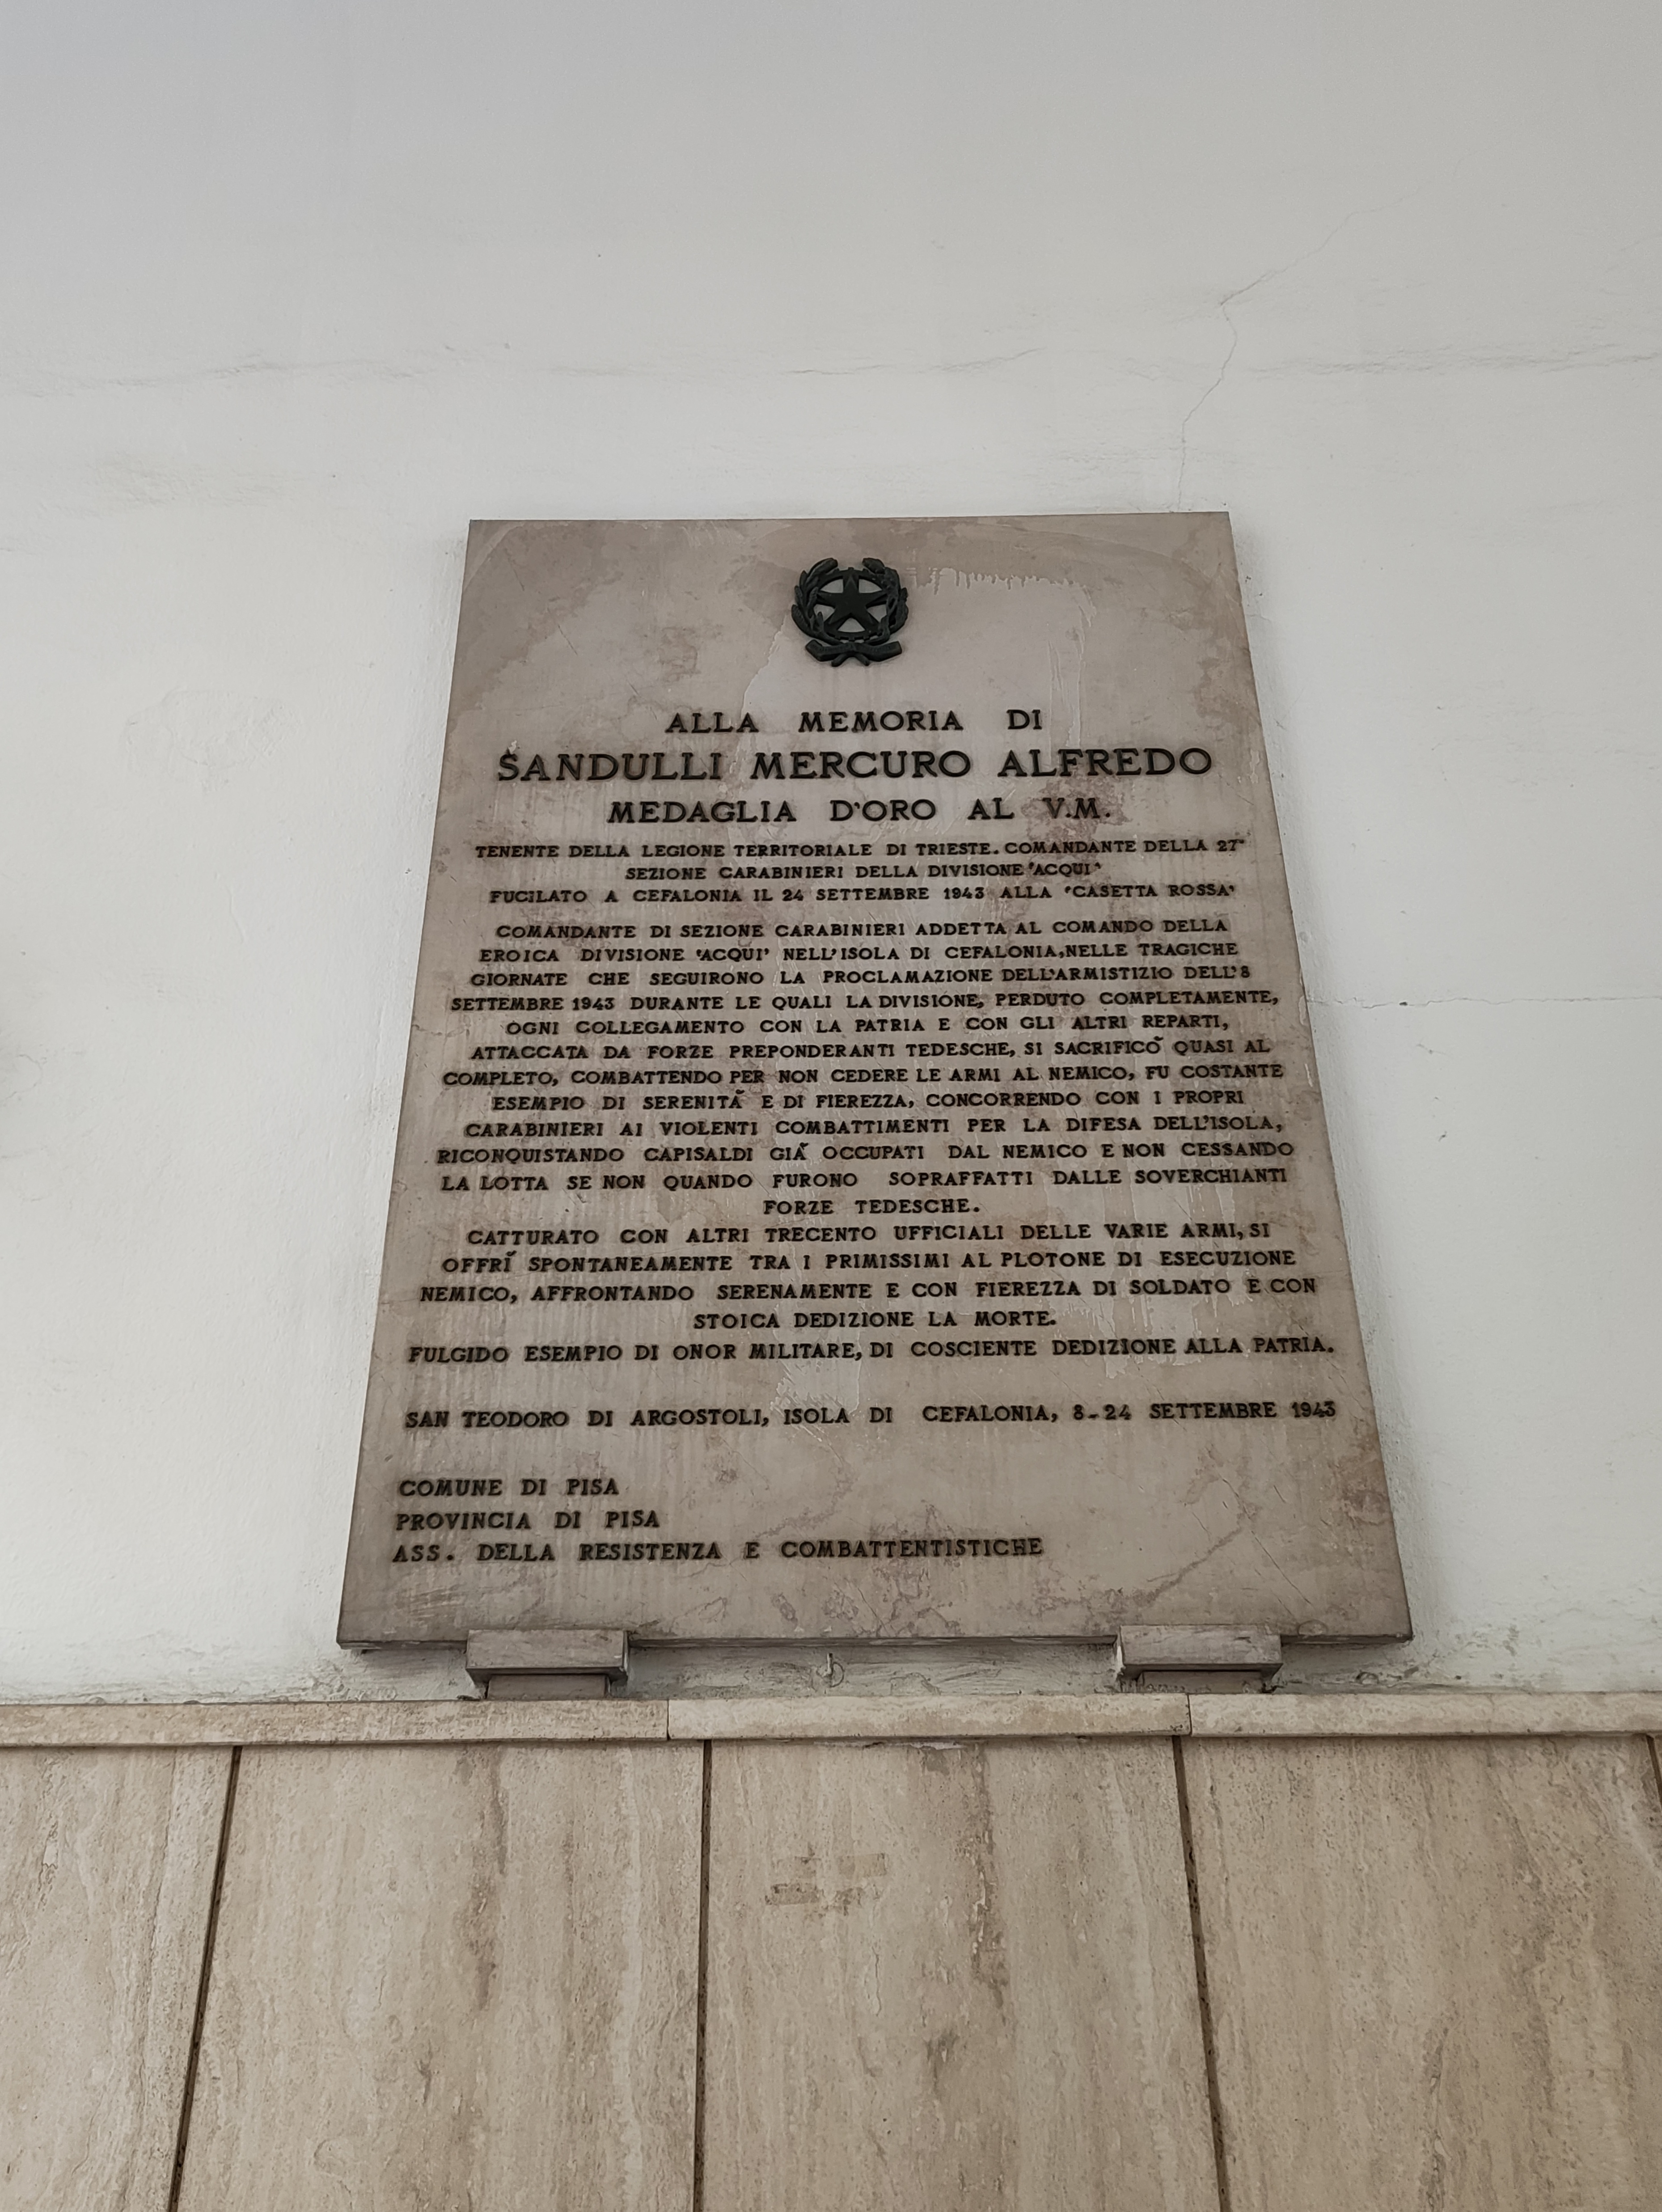 ALLA MEMORIA DI
SANDULLI MERCURO ALFREDO
MEDAGLIA D'ORO AL V.M.
TENENTE DELLA LEGIONE TERRITORIALE DI TRIESTE. COMANDANTE DELLA 27ª
SEZIONE CARABINIERI DELLA DIVISIONE 'ACQUI'
FUCILATO A CEFALONIA IL 24 SETTEMBRE 1943 ALLA 'CASETTA ROSSA'
COMANDANTE DI SEZIONE CARABINIERI ADDETTA AL COMANDO DELLA
EROICA DIVISIONE 'ACQUI' NELL'ISOLA DI CEFALONIA, NELLE TRAGICHE
GIORNATE CHE SEGUIRONO LA PROCLAMAZIONE DELL'ARMISTIZIO DELL'8
SETTEMBRE 1943 DURANTE LE QUALI LA DIVISIONE, PERDUTO COMPLETAMENTE,
OGNI COLLEGAMENTO CON LA PATRIA E CON GLI ALTRI REPARTI,
ATTACCATA DA FORZE PREPONDERANTI TEDESCHE, SI SACRIFICÒ QUASI AL
COMPLETO, COMBATTENDO PER NON CEDERE LE ARMI AL NEMICO, FU COSTANTE
ESEMPIO DI SERENITÀ E DI FIEREZZA, CONCORRENDO CON I PROPRI
CARABINIERI AI VIOLENTI COMBATTIMENTI PER LA DIFESA DELL'ISOLA,
RICONQUISTANDO CAPISALDI GIÀ OCCUPATI DAL NEMICO E NON CESSANDO
LA LOTTA SE NON QUANDO FURONO SOPRAFFATTI DALLE SOVERCHIANTI
FORZE TEDESCHE.
CATTURATO CON ALTRI TRECENTO UFFICIALI DELLE VARIE ARMI, SI
OFFRÌ SPONTANEAMENTE TRA I PRIMISSIMI AL PLOTONE DI ESECUZIONE
NEMICO, AFFRONTANDO SERENAMENTE E CON FIEREZZA DI SOLDATO E CON
STOICA DEDIZIONE LA MORTE.
FULGIDO ESEMPIO DI ONOR MILITARE, DI COSCIENTE DEDIZIONE ALLA PATRIA.
SAN TEODORO DI ARGOSTOLI, ISOLA DI CEFALONIA, 8-24 SETTEMBRE 1943
COMUNE DI PISA
PROVINCIA DI PISA
ASS. DELLA RESISTENZA E COMBATTENTISTICHE